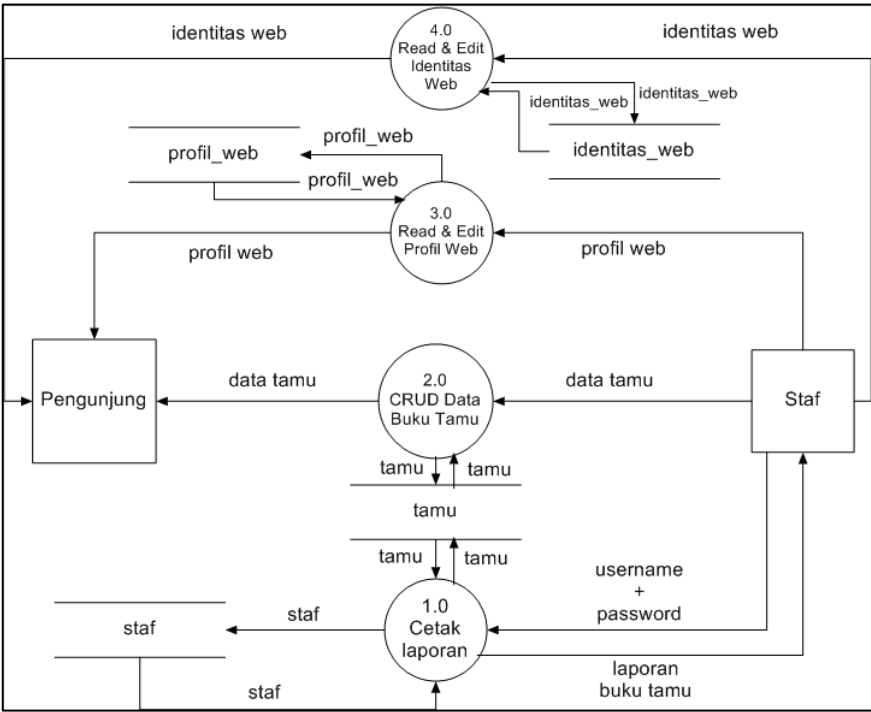 identitas web
4.0
Read & Edit
Identitas
Web
identitas web
identitas_web
identitas_web
identitas_web
profil_web
profil_web
profil_web
3.0
Read & Edit
Profil Web
profil web
profil web
Pengunjung
data tamu
2.0
CRUD Data
Buku Tamu
data tamu
Staf
tamu
tamu
tamu
tamu
tamu
username
+
password
staf
staf
1.0
Cetak
laporan
laporan
buku tamu
staf